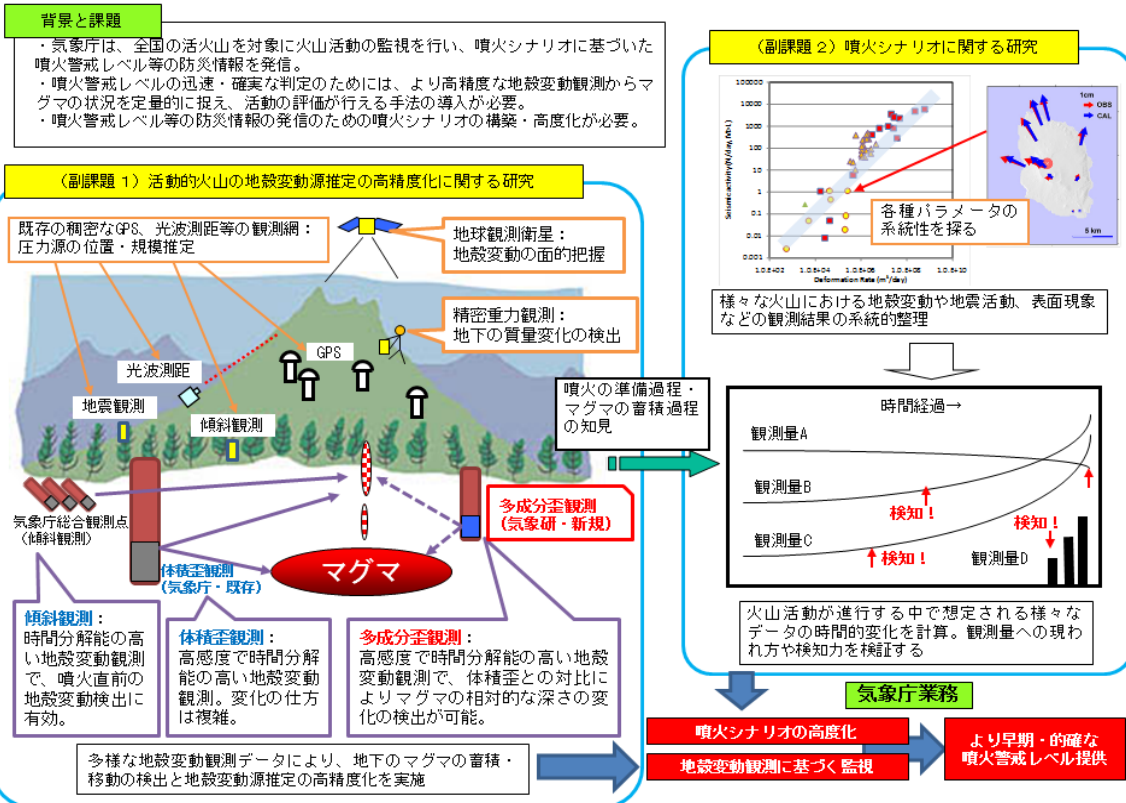 背景と課題
・気象庁は、全国の活火山を対象に火山活動の監視を行い、噴火シナリオに基づいた
噴火警戒レベル等の防災情報を発信。
・噴火警戒レベルの迅速・確実な判定のためには、より高精度な地殻変動観測からマ
グマの状況を定量的に捉え、活動の評価が行える手法の導入が必要。
・噴火警戒レベル等の防災情報の発信のための噴火シナリオの構築・高度化が必要。
（副課題１）活動的火山の地殻変動源推定の高精度化に関する研究
既存の稠密なGPS、光波測距等の観測網：
圧力源の位置・規模推定
地球観測衛星：
地殻変動の面的把握
精密重力観測：
地下の質量変化の検出
GPS
光波測距
地震観測
傾斜観測
気象庁総合観測点
（傾斜観測）
体積歪観測
（気象庁・既存）
多成分歪観測
（気象研・新規）
マグマ
傾斜観測：
時間分解能の高
い地殻変動観測
で、噴火直前の
地殻変動検出に
有効。
体積歪観測：
高感度で時間分解
能の高い地殻変動
観測。変化の仕方
は複雑。
多成分歪観測：
高感度で時間分解能の高い地殻
変動観測で、体積歪との対比に
よりマグマの相対的な深さの変
化の検出が可能。
多様な地殻変動観測データにより、地下のマグマの蓄積・
移動の検出と地殻変動源推定の高精度化を実施
噴火の準備過程・
マグマの蓄積過程
の知見
（副課題２）噴火シナリオに関する研究
Seismic activity (N/day, M>-1)
100000
10000
1000
100
10
1
0.1
0.01
0.001
1.0.E+02
1.0.E+04
1.0.E+06
1.0.E+08
1.0.E+10
Deformation Rate (m³/day)
1cm
OBS
CAL
5 km
各種パラメータの
系統性を探る
様々な火山における地殻変動や地震活動、表面現象
などの観測結果の系統的整理
時間経過→
観測量A
観測量B
検知！
観測量C
検知！
検知！
観測量D
火山活動が進行する中で想定される様々な
データの時間的変化を計算。観測量への現わ
れ方や検知力を検証する
気象庁業務
噴火シナリオの高度化
地殻変動観測に基づく監視
より早期・的確な
噴火警戒レベル提供